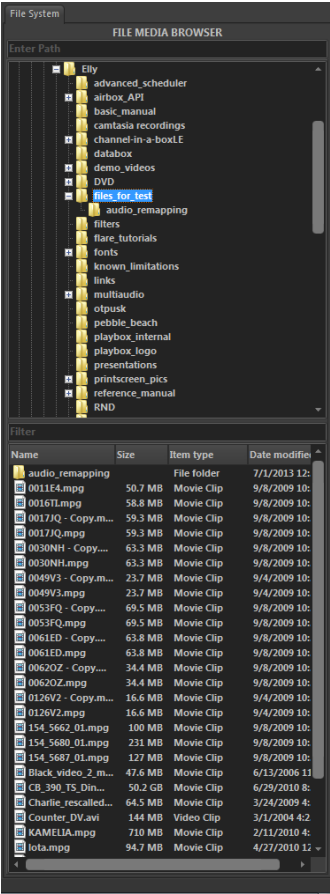 File System
FILE MEDIA BROWSER
Enter Path
Elly
advanced_scheduler
airbox_API
basic_manual
camtasia recordings
channel-in-a-boxLE
databox
demo_videos
DVD
files_for_test
audio_remapping
filters
flare_tutorials
fonts
known_limitations
links
multiaudio
otpusk
pebble_beach
playbox_internal
playbox_logo
presentations
printscreen_pics
reference_manual
RND
Filter
Name Size Item type Date modified
audio_remapping File folder 7/1/2013 12:
0011E4.mpg 50.7 MB Movie Clip 9/8/2009 10:
0016TI.mpg 58.8 MB Movie Clip 9/8/2009 10:
0017JQ - Copy.m... 59.3 MB Movie Clip 9/8/2009 10:
0017JQ.mpg 59.3 MB Movie Clip 9/8/2009 10:
0030NH - Copy.... 63.3 MB Movie Clip 9/8/2009 10:
0030NH.mpg 63.3 MB Movie Clip 9/8/2009 10:
0049V3 - Copy.m... 23.7 MB Movie Clip 9/4/2009 10:
0049V3.mpg 23.7 MB Movie Clip 9/4/2009 10:
0053FQ - Copy.... 69.5 MB Movie Clip 9/8/2009 10:
0053FQ.mpg 69.5 MB Movie Clip 9/8/2009 10:
0061ED - Copy.... 63.8 MB Movie Clip 9/8/2009 10:
0061ED.mpg 63.8 MB Movie Clip 9/8/2009 10:
0062OZ - Copy.... 34.4 MB Movie Clip 9/8/2009 10:
0062OZ.mpg 34.4 MB Movie Clip 9/8/2009 10:
0126V2 - Copy.m... 16.6 MB Movie Clip 9/4/2009 10:
0126V2.mpg 16.6 MB Movie Clip 9/4/2009 10:
154_5662_01.mpg 100 MB Movie Clip 9/8/2009 10:
154_5680_01.mpg 231 MB Movie Clip 9/8/2009 10:
154_5687_01.mpg 127 MB Movie Clip 9/8/2009 10:
Black_video_2_m... 47.6 MB Movie Clip 6/13/2006 11
CB_390_TS_Din... 50.2 GB Movie Clip 6/29/2010 8:
Charlie_rescalled... 64.5 MB Movie Clip 3/24/2009 4:
Counter_DV.avi 144 MB Video Clip 3/1/2004 4:2
KAMELIA.mpg 710 MB Movie Clip 2/11/2010 4:
lota.mpg 94.7 MB Movie Clip 4/27/2010 12